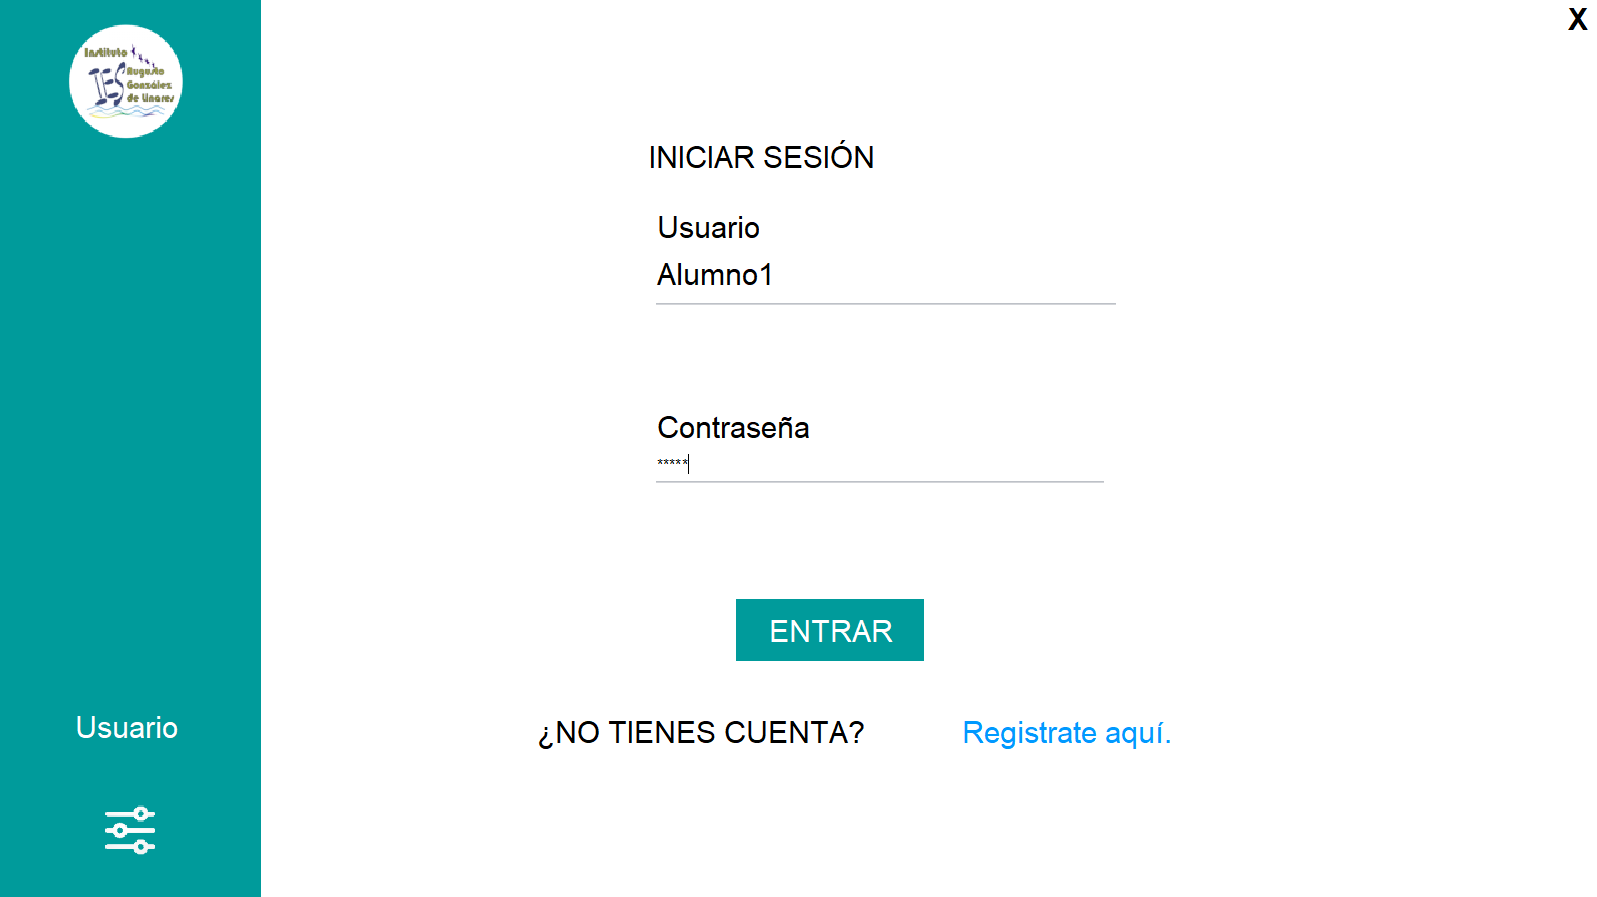 Instituto
IES
Augusto
González
de Linares
X
INICIAR SESIÓN
Usuario
Alumno1
Contraseña
*****
ENTRAR
¿NO TIENES CUENTA? Registrate aquí.
Usuario